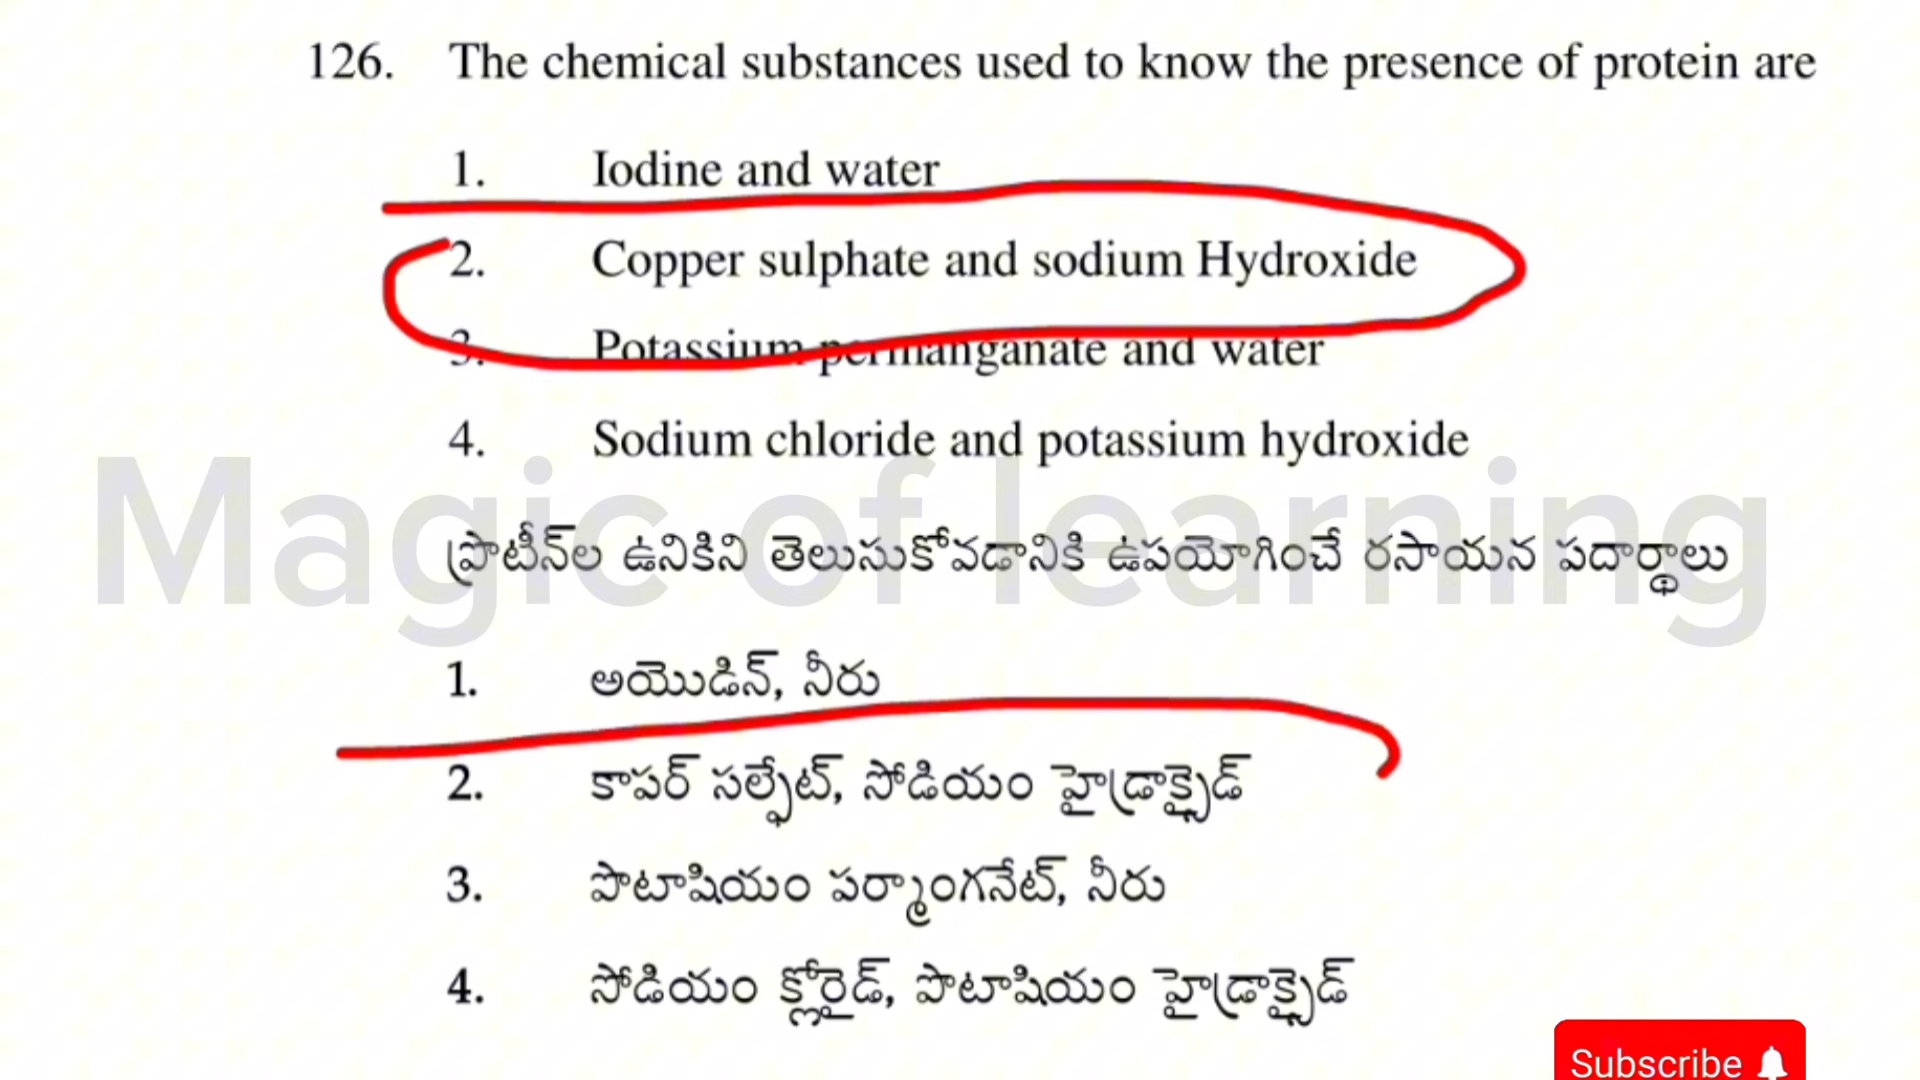 126. The chemical substances used to know the presence of protein are
1. Iodine and water
2. Copper sulphate and sodium Hydroxide
3. Potassium permanganate and water
4. Sodium chloride and potassium hydroxide
Magic of learning
ప్రొటీన్‌ల ఉనికిని తెలుసుకోవడానికి ఉపయోగించే రసాయన పదార్థాలు
1. అయొడిన్, నీరు
2. కాపర్ సల్ఫేట్, సోడియం హైడ్రాక్సైడ్
3. పొటాషియం పర్మాంగనేట్, నీరు
4. సోడియం క్లోరైడ్, పొటాషియం హైడ్రాక్సైడ్
Subscribe